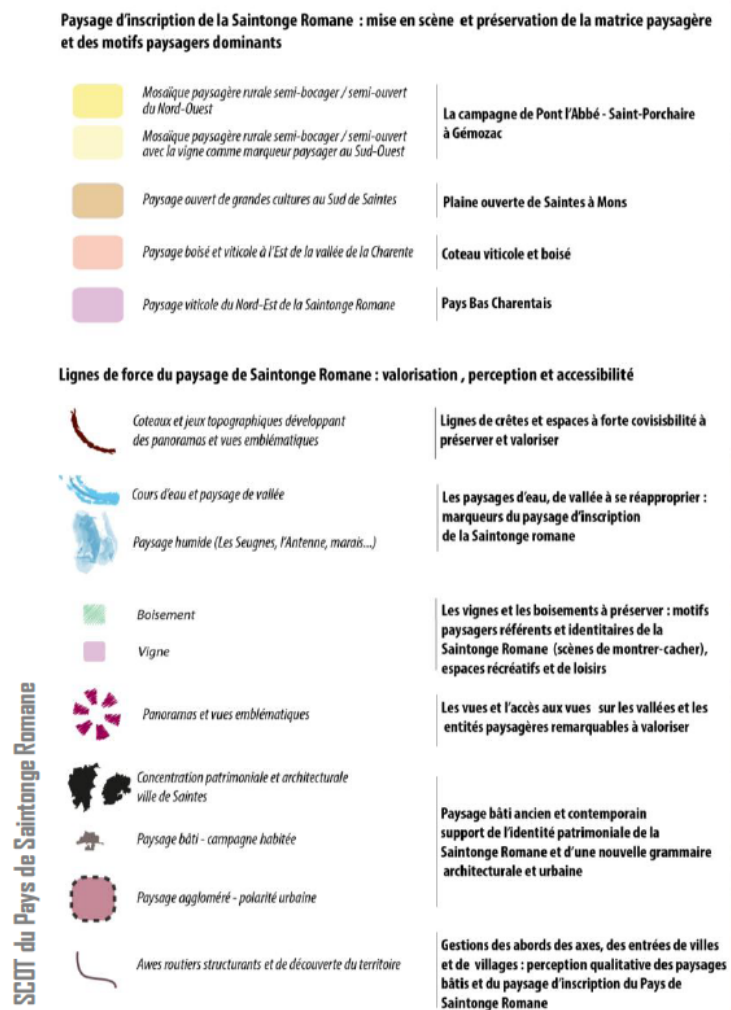 Paysage d'inscription de la Saintonge Romane : mise en scène et préservation de la matrice paysagère
et des motifs paysagers dominants
Mosaïque paysagère rurale semi-bocager / semi-ouvert
du Nord-Ouest
Mosaïque paysagère rurale semi-bocager / semi-ouvert
avec la vigne comme marqueur paysager au Sud-Ouest
La campagne de Pont l'Abbé - Saint-Porchaire
à Gémozac
Paysage ouvert de grandes cultures au Sud de Saintes
Plaine ouverte de Saintes à Mons
Paysage boisé et viticole à l'Est de la vallée de la Charente
Coteau viticole et boisé
Paysage viticole du Nord-Est de la Saintonge Romane
Pays Bas Charentais
Lignes de force du paysage de Saintonge Romane : valorisation , perception et accessibilité
Coteaux et jeux topographiques développant
des panoramas et vues emblématiques
Lignes de crêtes et espaces à forte covisisbilité à
préserver et valoriser
Cours d'eau et paysage de vallée
Paysage humide (Les Seugnes, l'Antenne, marais...)
Les paysages d'eau, de vallée à se réapproprier :
marqueurs du paysage d'inscription
de la Saintonge romane
Boisement
Vigne
Les vignes et les boisements à préserver : motifs
paysagers référents et identitaires de la
Saintonge Romane (scènes de montrer-cacher),
espaces récréatifs et de loisirs
Panoramas et vues emblématiques
Les vues et l'accès aux vues sur les vallées et les
entités paysagères remarquables à valoriser
Concentration patrimoniale et architecturale
ville de Saintes
Paysage bâti - campagne habitée
Paysage aggloméré - polarité urbaine
Paysage bâti ancien et contemporain
support de l'identité patrimoniale de la
Saintonge Romane et d'une nouvelle grammaire
architecturale et urbaine
Awes routiers structurants et de découverte du territoire
Gestions des abords des axes, des entrées de villes
et de villages : perception qualitative des paysages
bâtis et du paysage d'inscription du Pays de
Saintonge Romane
SCOT du Pays de Saintonge Romane